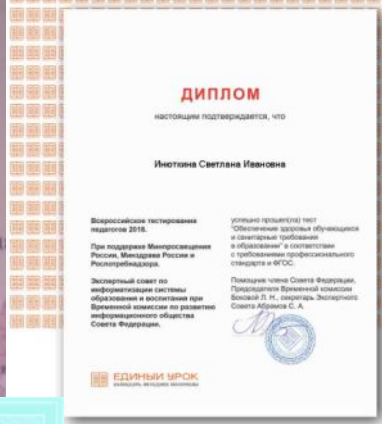 ДИПЛОМ
настоящим подтверждается, что
Инюткина Светлана Ивановна
Всероссийское тестирование
педагогов 2018.
При поддержке Минпросвещения
России, Минздрава России и
Роспотребнадзора.
Экспертный совет по
информатизации системы
образования и воспитания при
Временной комиссии по развитию
информационного общества
Совета Федерации.
успешно прошел(ла) тест
"Обеспечение здоровья обучающихся
и санитарные требования
в образовании" в соответствии
с требованиями профессионального
стандарта и ФГОС.
Помощник члена Совета Федерации,
Председателя Временной комиссии
Боковой Л. Н., секретарь Экспертного
Совета Абрамов С. А.
ЕДИНЫЙ УРОК